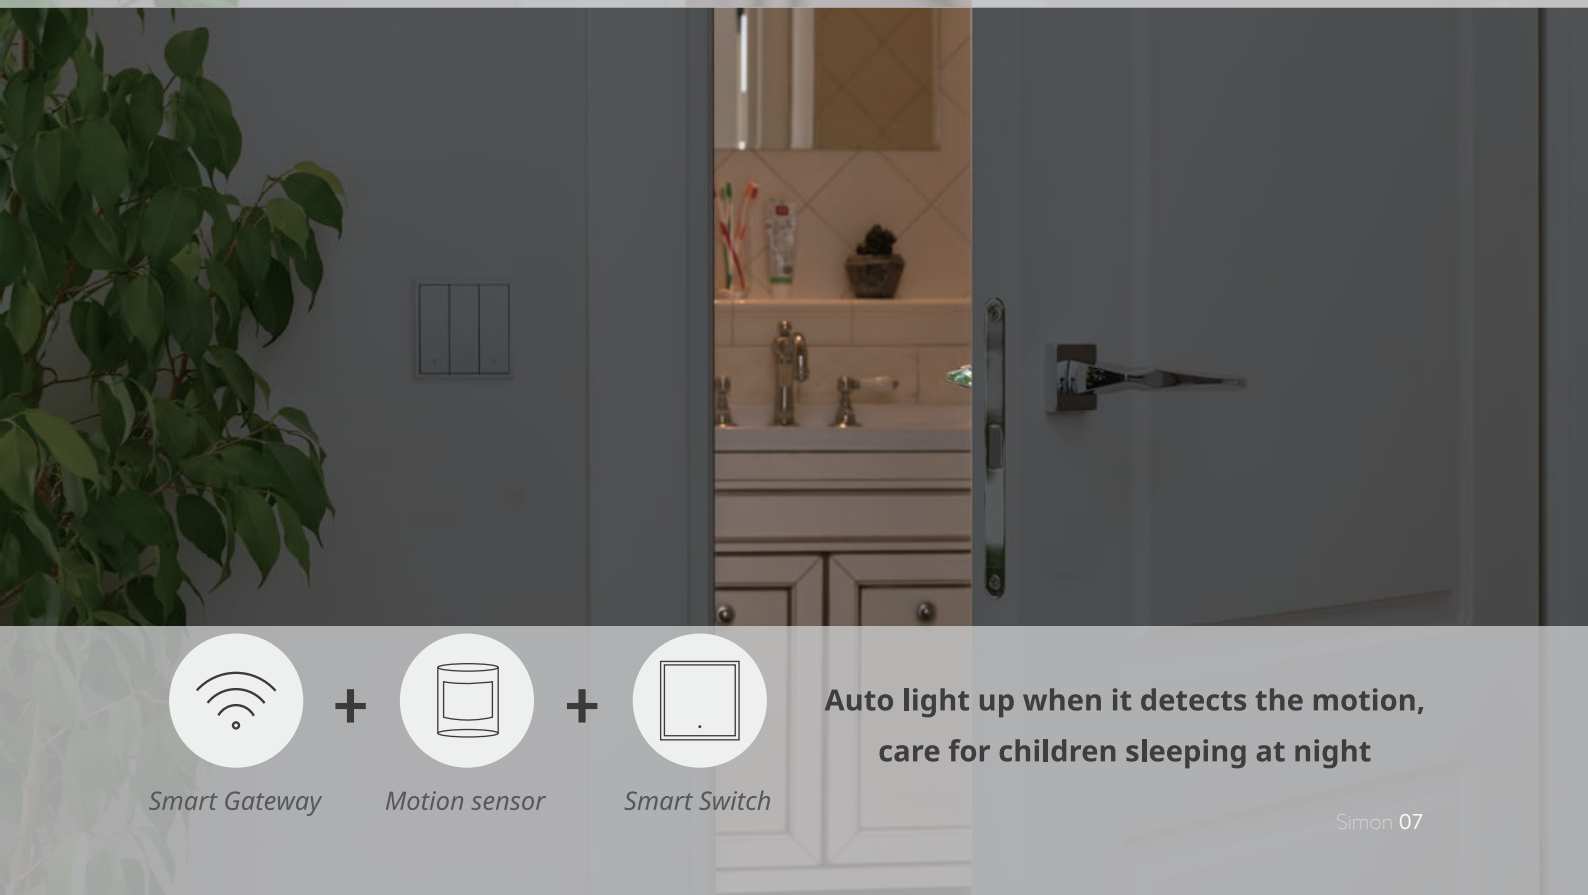 +
+
Auto light up when it detects the motion,
care for children sleeping at night
Smart Gateway
Motion sensor
Smart Switch
Simon 07